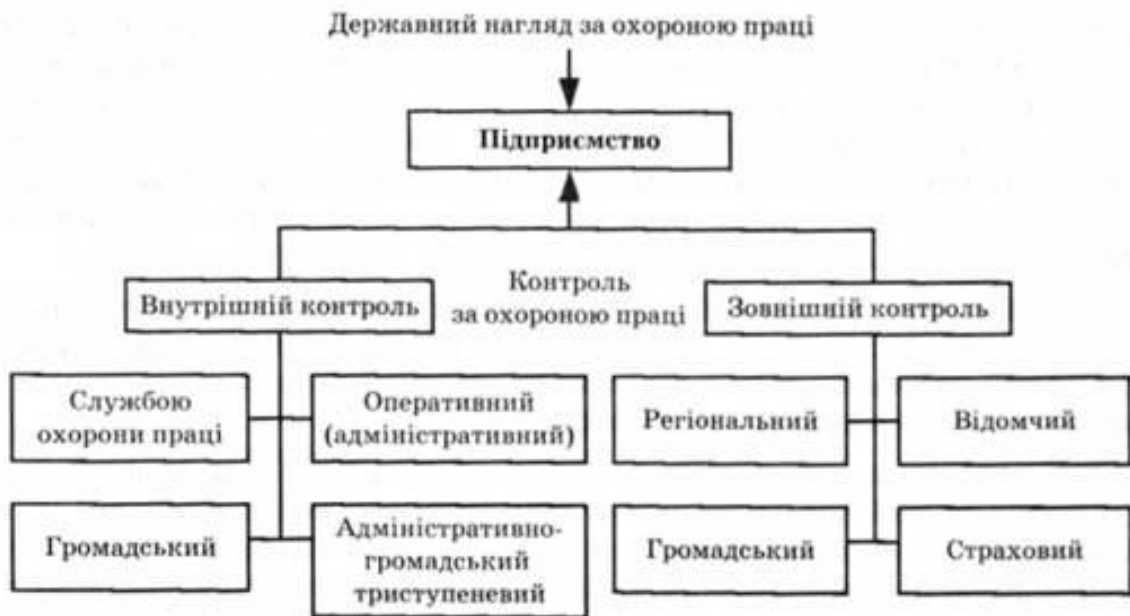 Державний нагляд за охороною праці
Підприємство
Контроль
за охороною праці
Внутрішній контроль
Зовнішній контроль
Службою
охорони праці
Оперативний
(адміністративний)
Регіональний
Відомчий
Громадський
Адміністративно-
громадський
триступеневий
Громадський
Страховий